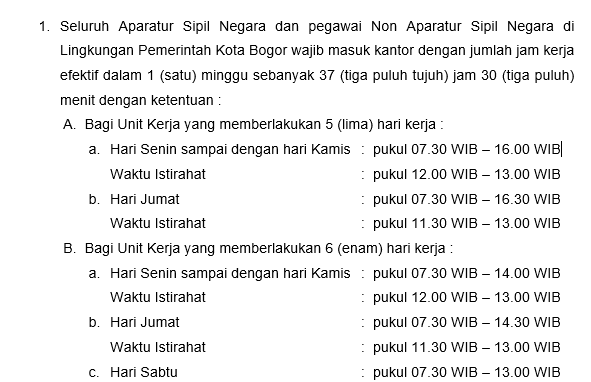 1. Seluruh Aparatur Sipil Negara dan pegawai Non Aparatur Sipil Negara di
Lingkungan Pemerintah Kota Bogor wajib masuk kantor dengan jumlah jam kerja
efektif dalam 1 (satu) minggu sebanyak 37 (tiga puluh tujuh) jam 30 (tiga puluh)
menit dengan ketentuan :
A. Bagi Unit Kerja yang memberlakukan 5 (lima) hari kerja :
a. Hari Senin sampai dengan hari Kamis : pukul 07.30 WIB – 16.00 WIB
Waktu Istirahat : pukul 12.00 WIB – 13.00 WIB
b. Hari Jumat : pukul 07.30 WIB – 16.30 WIB
Waktu Istirahat : pukul 11.30 WIB – 13.00 WIB
B. Bagi Unit Kerja yang memberlakukan 6 (enam) hari kerja :
a. Hari Senin sampai dengan hari Kamis : pukul 07.30 WIB – 14.00 WIB
Waktu Istirahat : pukul 12.00 WIB – 13.00 WIB
b. Hari Jumat : pukul 07.30 WIB – 14.30 WIB
Waktu Istirahat : pukul 11.30 WIB – 13.00 WIB
c. Hari Sabtu : pukul 07.30 WIB – 13.00 WIB